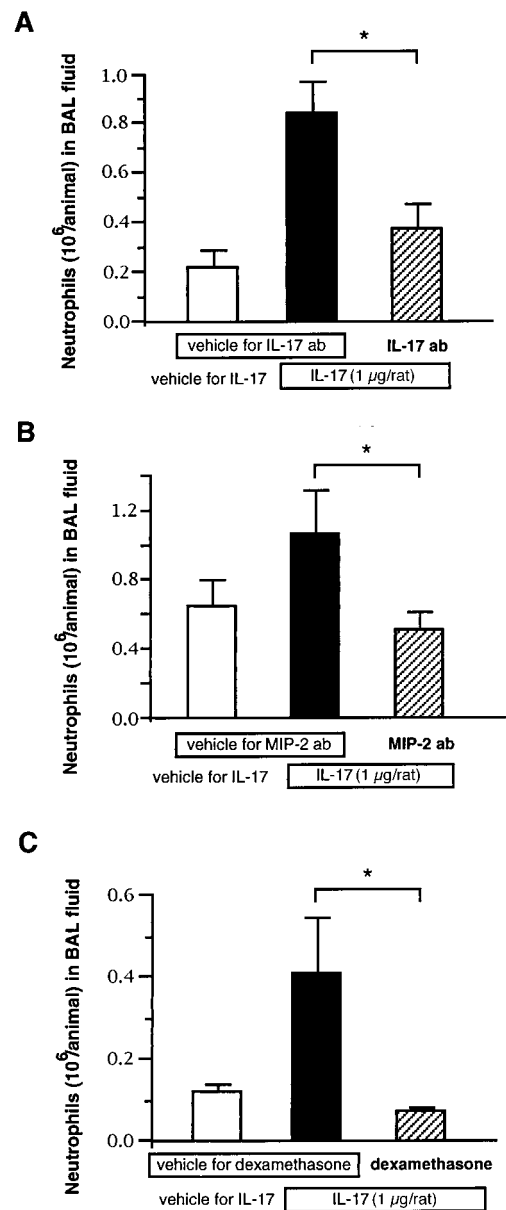 A
*
Neutrophils (10⁶/animal) in BAL fluid
1.0
0.8
0.6
0.4
0.2
0.0
vehicle for IL-17 ab
IL-17 ab
vehicle for IL-17
IL-17 (1 µg/rat)
B
*
Neutrophils (10⁶/animal) in BAL fluid
1.2
0.8
0.4
0.0
vehicle for MIP-2 ab
MIP-2 ab
vehicle for IL-17
IL-17 (1 µg/rat)
C
*
Neutrophils (10⁶/animal) in BAL fluid
0.6
0.4
0.2
0.0
vehicle for dexamethasone
dexamethasone
vehicle for IL-17
IL-17 (1 µg/rat)